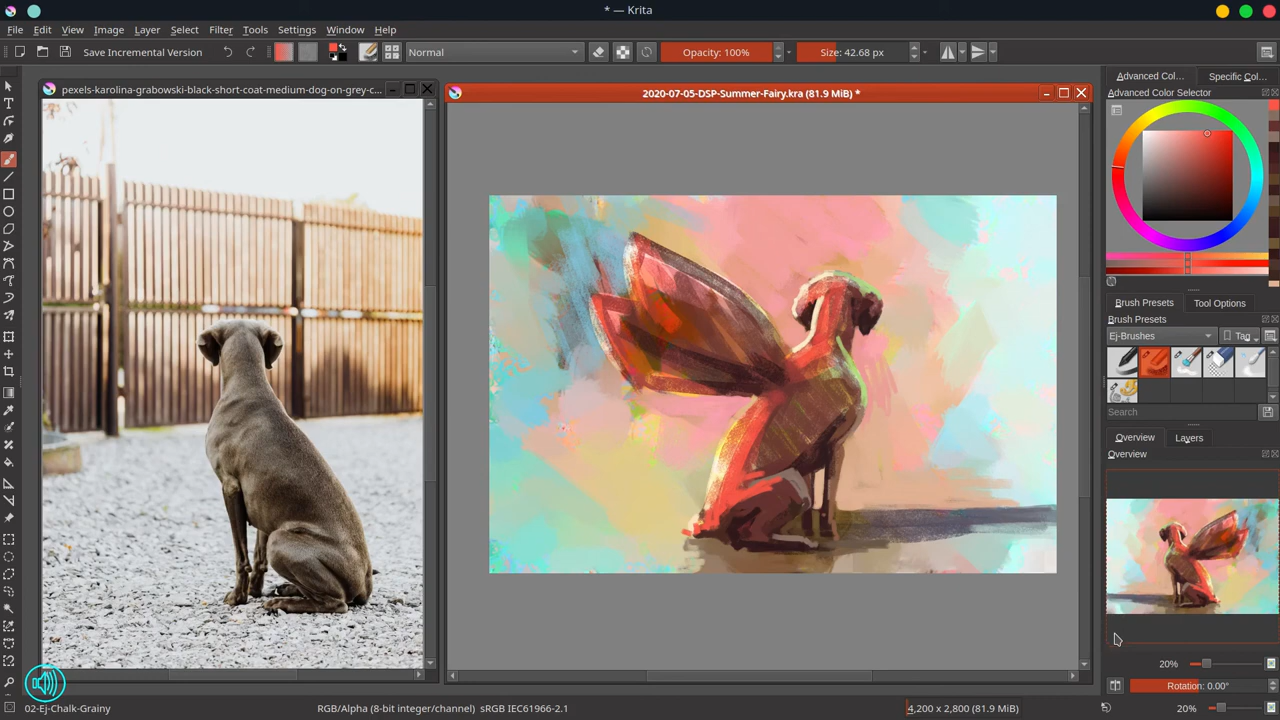 * — Krita
File Edit View Image Layer Select Filter Tools Settings Window Help
Save Incremental Version Normal Opacity: 100% Size: 42.68 px
pexels-karolina-grabowski-black-short-coat-medium-dog-on-grey-c...
2020-07-05-DSP-Summer-Fairy.kra (81.9 MiB) *
Advanced Col... Specific Col...
Advanced Color Selector
Brush Presets Tool Options
Brush Presets
Ej-Brushes Tag
Search
Overview Layers
Overview
20%
Rotation: 0.00°
02-Ej-Chalk-Grainy RGB/Alpha (8-bit integer/channel) sRGB IEC61966-2.1 4,200 x 2,800 (81.9 MiB) 20%